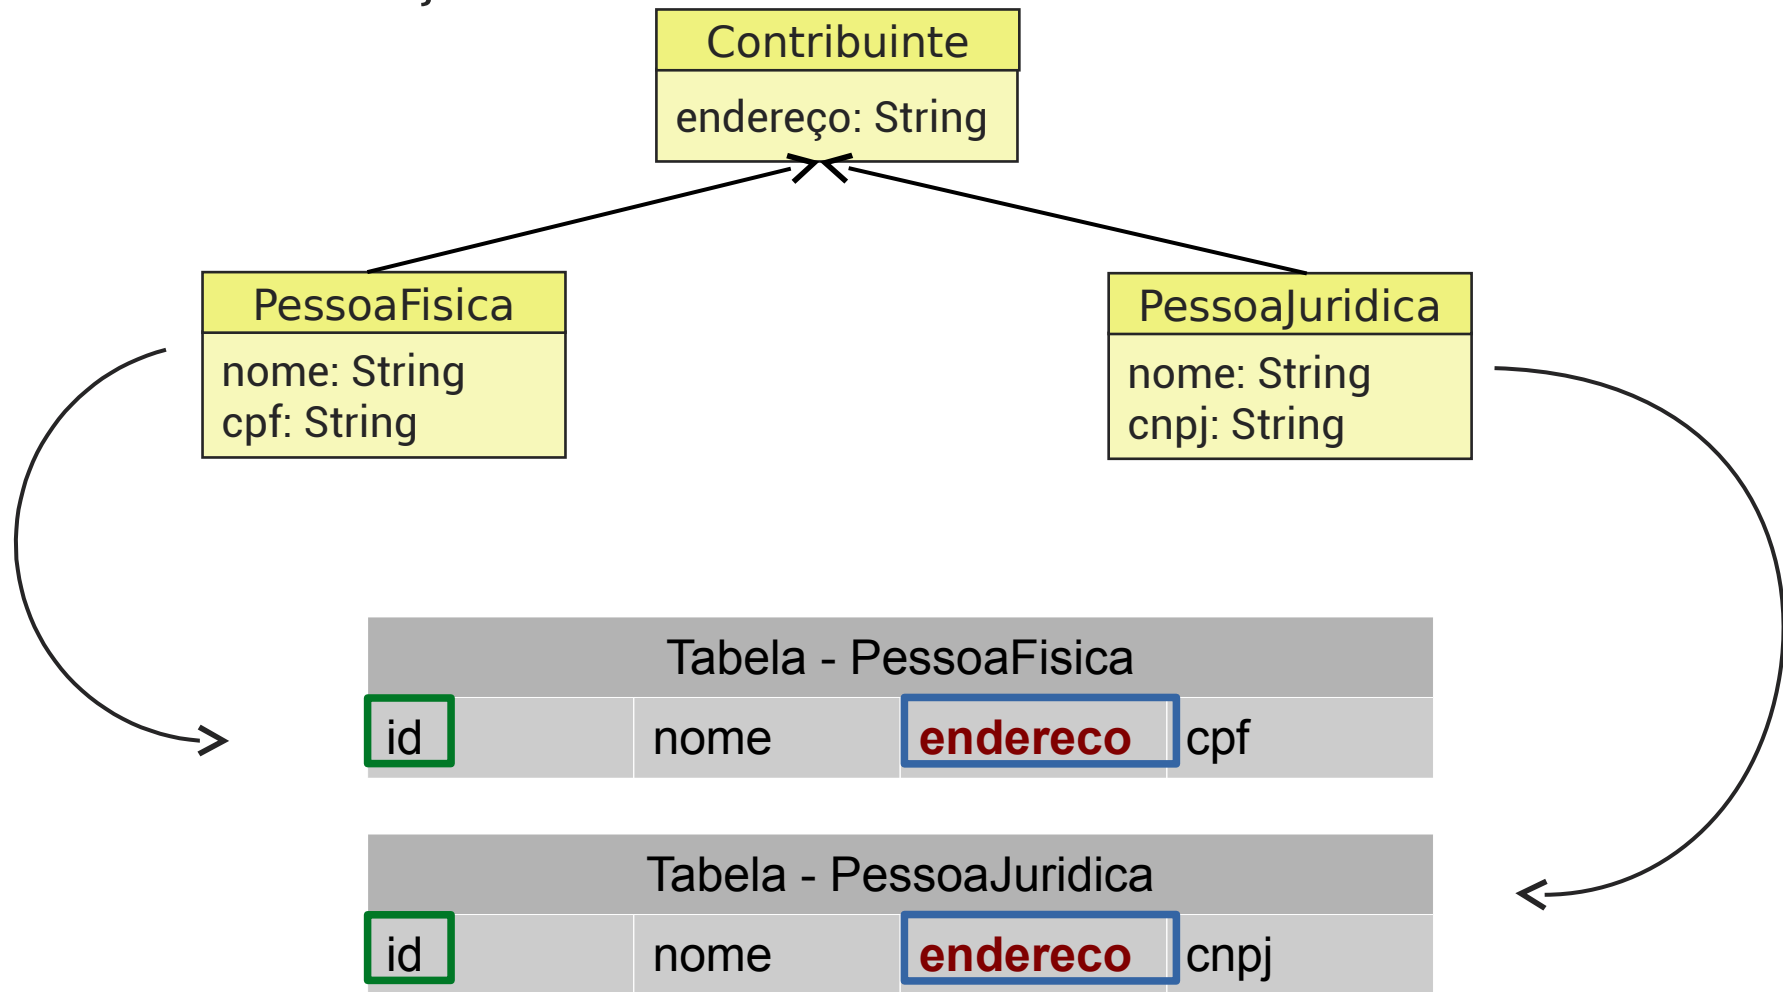 Contribuinte
endereço: String
PessoaFisica
nome: String
cpf: String
PessoaJuridica
nome: String
cnpj: String
Tabela - PessoaFisica
id nome endereco cpf
Tabela - PessoaJuridica
id nome endereco cnpj